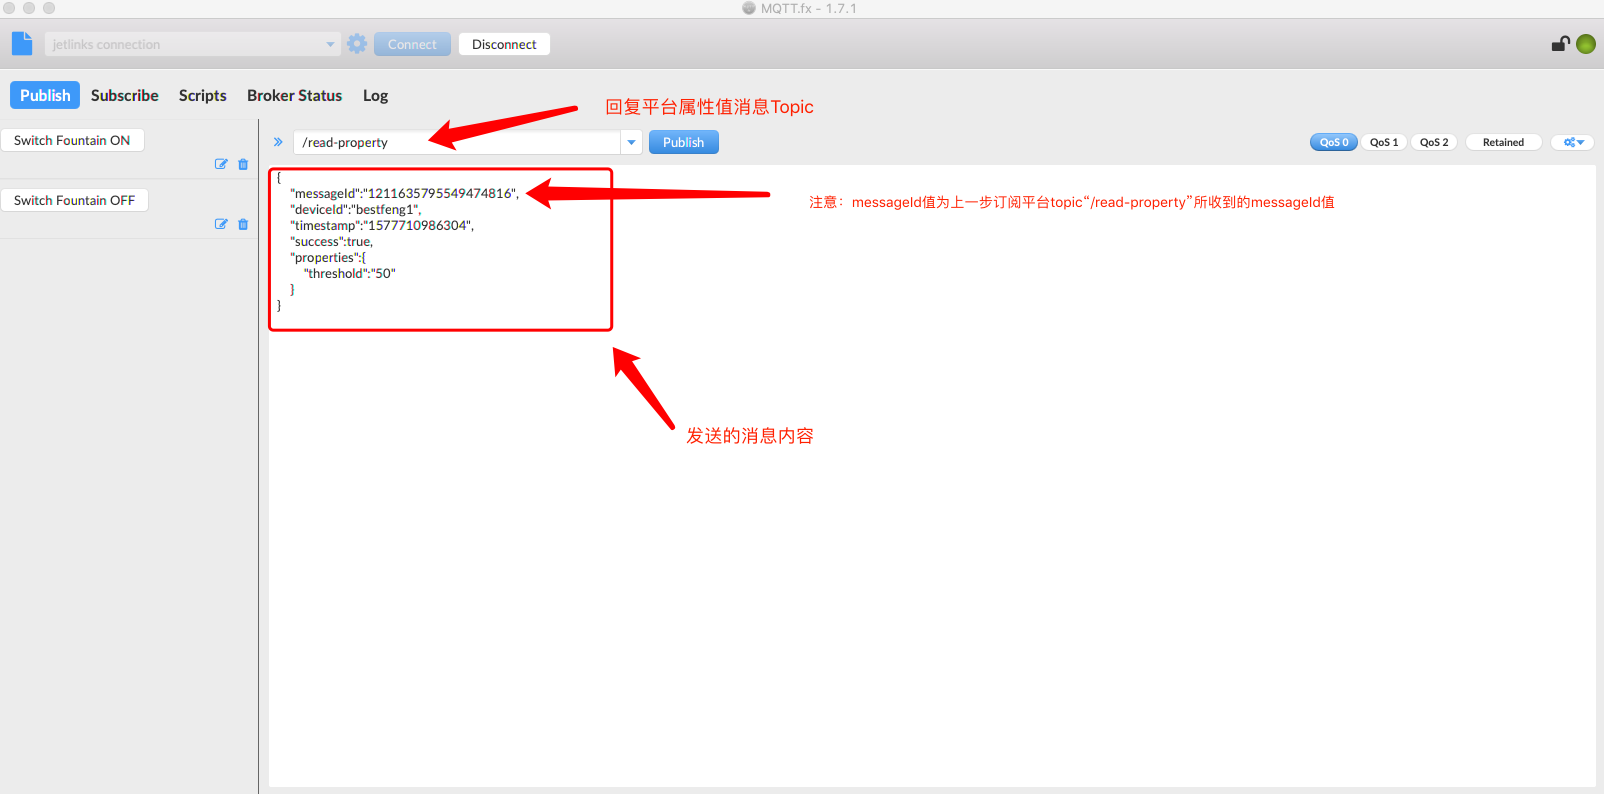 MQTT.fx - 1.7.1
jetlinks connection
Connect
Disconnect
Publish
Subscribe
Scripts
Broker Status
Log
回复平台属性值消息Topic
Switch Fountain ON
Switch Fountain OFF
/read-property
Publish
QoS 0
QoS 1
QoS 2
Retained
{
"messageId":"1211635795549474816",
"deviceId":"bestfeng1",
"timestamp":"1577710986304",
"success":true,
"properties":{
"threshold":"50"
}
}
注意：messageId值为上一步订阅平台topic“/read-property”所收到的messageId值
发送的消息内容